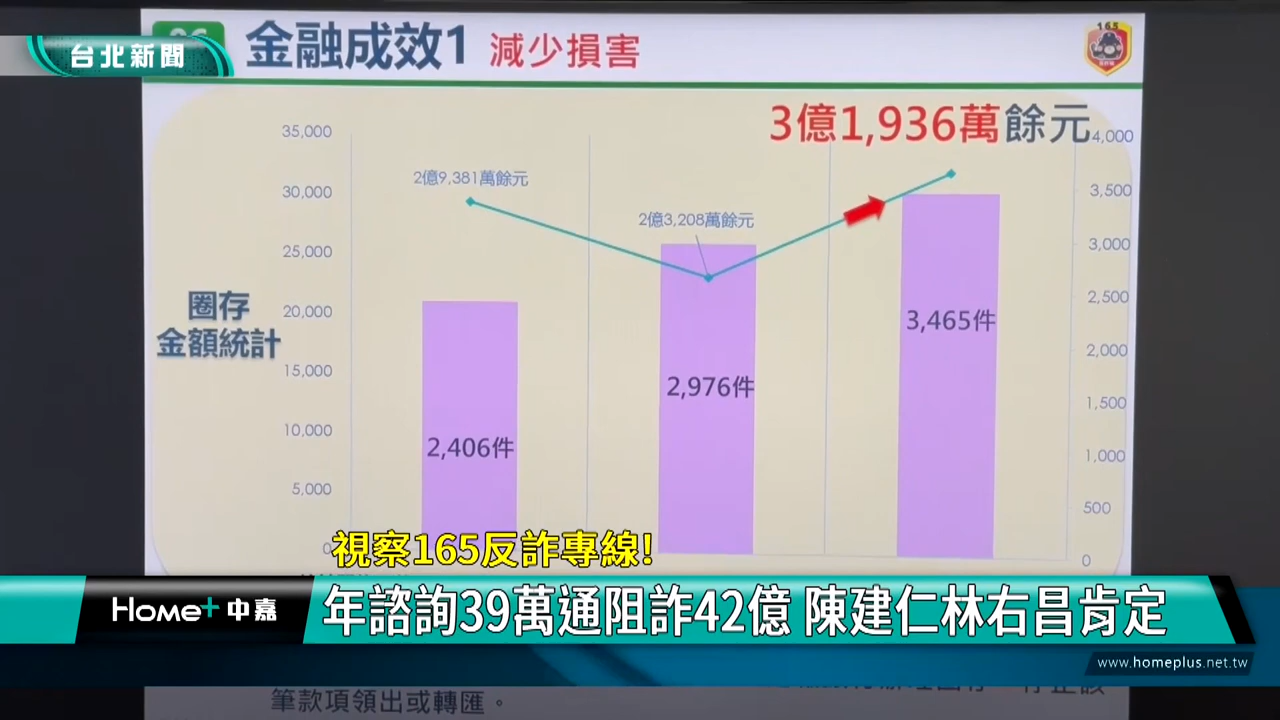 台北新聞
金融成效1 減少損害
165
3億1,936萬餘元
35,000
30,000
25,000
20,000
15,000
10,000
5,000
0
4,000
3,500
3,000
2,500
2,000
1,500
1,000
500
0
2億9,381萬餘元
2億3,208萬餘元
圈存
金額統計
2,406件
2,976件
3,465件
視察165反詐專線!
Home+中嘉
年諮詢39萬通阻詐42億 陳建仁林右昌肯定
www.homeplus.net.tw
筆款項領出或轉匯。